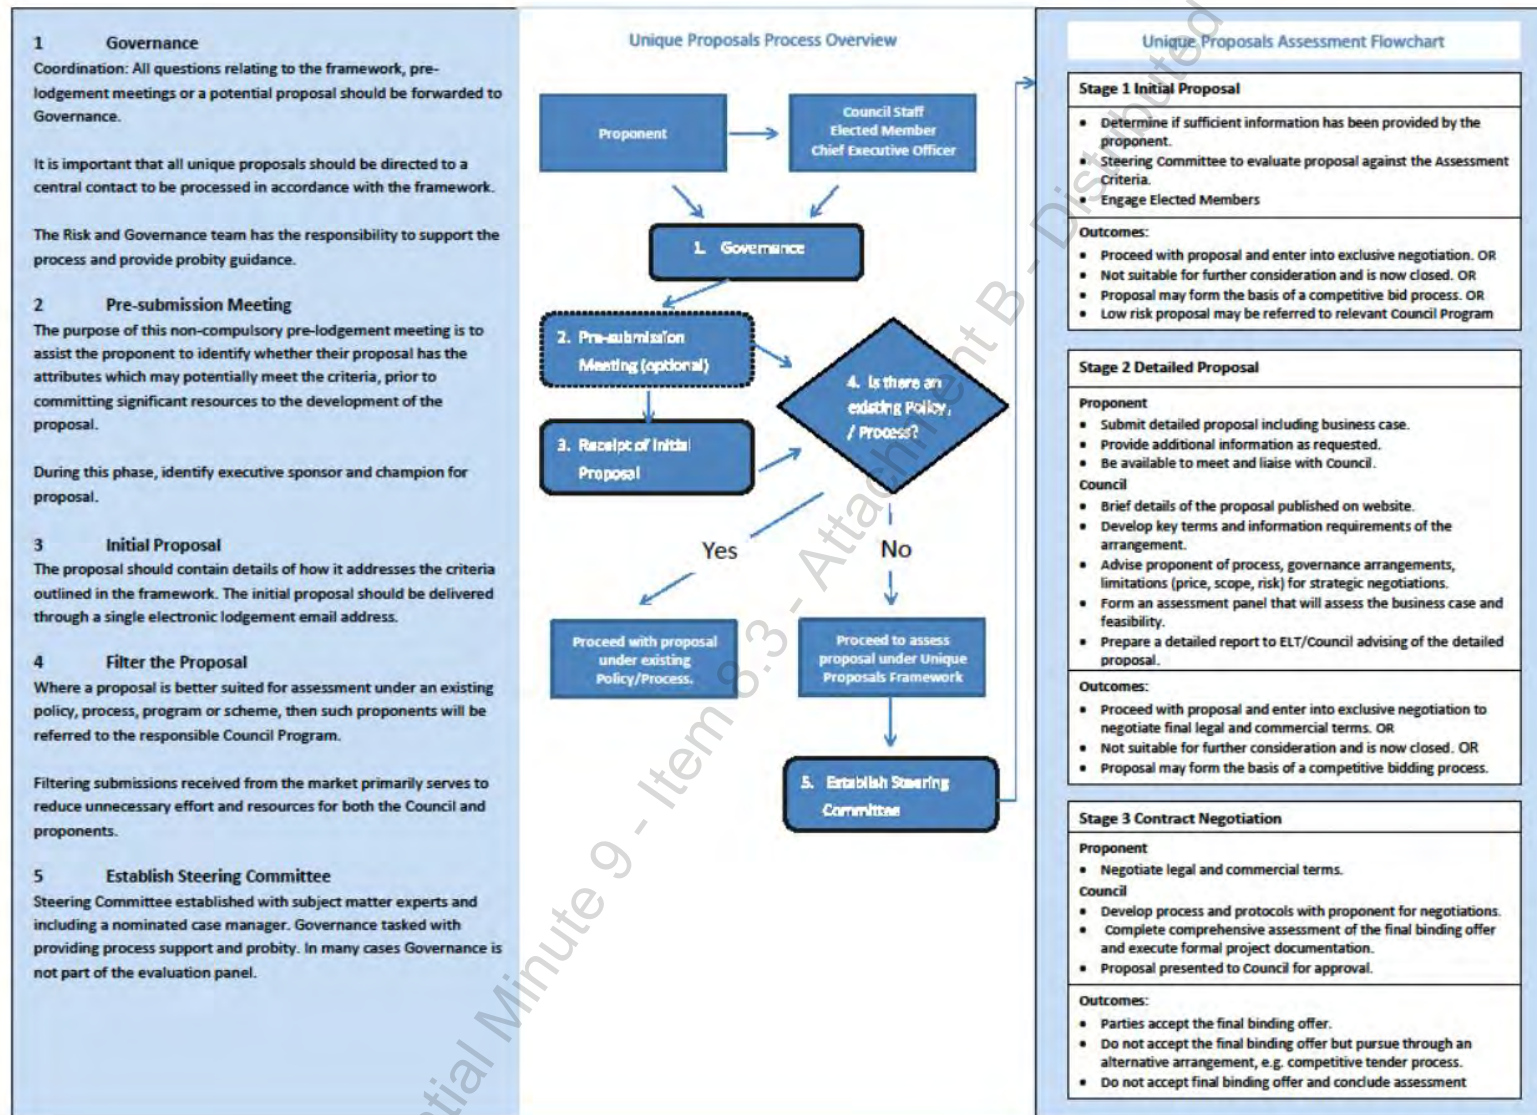 1 Governance
Coordination: All questions relating to the framework, pre-
lodgement meetings or a potential proposal should be forwarded to
Governance.
It is important that all unique proposals should be directed to a
central contact to be processed in accordance with the framework.
The Risk and Governance team has the responsibility to support the
process and provide probity guidance.
2 Pre-submission Meeting
The purpose of this non-compulsory pre-lodgement meeting is to
assist the proponent to identify whether their proposal has the
attributes which may potentially meet the criteria, prior to
committing significant resources to the development of the
proposal.
During this phase, identify executive sponsor and champion for
proposal.
3 Initial Proposal
The proposal should contain details of how it addresses the criteria
outlined in the framework. The initial proposal should be delivered
through a single electronic lodgement email address.
4 Filter the Proposal
Where a proposal is better suited for assessment under an existing
policy, process, program or scheme, then such proponents will be
referred to the responsible Council Program.
Filtering submissions received from the market primarily serves to
reduce unnecessary effort and resources for both the Council and
proponents.
5 Establish Steering Committee
Steering Committee established with subject matter experts and
including a nominated case manager. Governance tasked with
providing process support and probity. In many cases Governance is
not part of the evaluation panel.
Unique Proposals Process Overview
Proponent
Council Staff
Elected Member
Chief Executive Officer
1. Governance
2. Pre-submission
Meeting (optional)
3. Receipt of Initial
Proposal
4. Is there an
existing Policy,
/ Process?
Yes
No
Proceed with proposal
under existing
Policy/Process.
Proceed to assess
proposal under Unique
Proposals Framework
5. Establish Steering
Committee
Unique Proposals Assessment Flowchart
Stage 1 Initial Proposal
• Determine if sufficient information has been provided by the
proponent.
• Steering Committee to evaluate proposal against the Assessment
Criteria.
• Engage Elected Members
Outcomes:
• Proceed with proposal and enter into exclusive negotiation. OR
• Not suitable for further consideration and is now closed. OR
• Proposal may form the basis of a competitive bid process. OR
• Low risk proposal may be referred to relevant Council Program
Stage 2 Detailed Proposal
Proponent
• Submit detailed proposal including business case.
• Provide additional information as requested.
• Be available to meet and liaise with Council.
Council
• Brief details of the proposal published on website.
• Develop key terms and information requirements of the
arrangement.
• Advise proponent of process, governance arrangements,
limitations (price, scope, risk) for strategic negotiations.
• Form an assessment panel that will assess the business case and
feasibility.
• Prepare a detailed report to ELT/Council advising of the detailed
proposal.
Outcomes:
• Proceed with proposal and enter into exclusive negotiation to
negotiate final legal and commercial terms. OR
• Not suitable for further consideration and is now closed. OR
• Proposal may form the basis of a competitive bidding process.
Stage 3 Contract Negotiation
Proponent
• Negotiate legal and commercial terms.
Council
• Develop process and protocols with proponent for negotiations.
• Complete comprehensive assessment of the final binding offer
and execute formal project documentation.
• Proposal presented to Council for approval.
Outcomes:
• Parties accept the final binding offer.
• Do not accept the final binding offer but pursue through an
alternative arrangement, e.g. competitive tender process.
• Do not accept final binding offer and conclude assessment
tial Minute 9 - Item 8.3 - Attachment B - Distributed